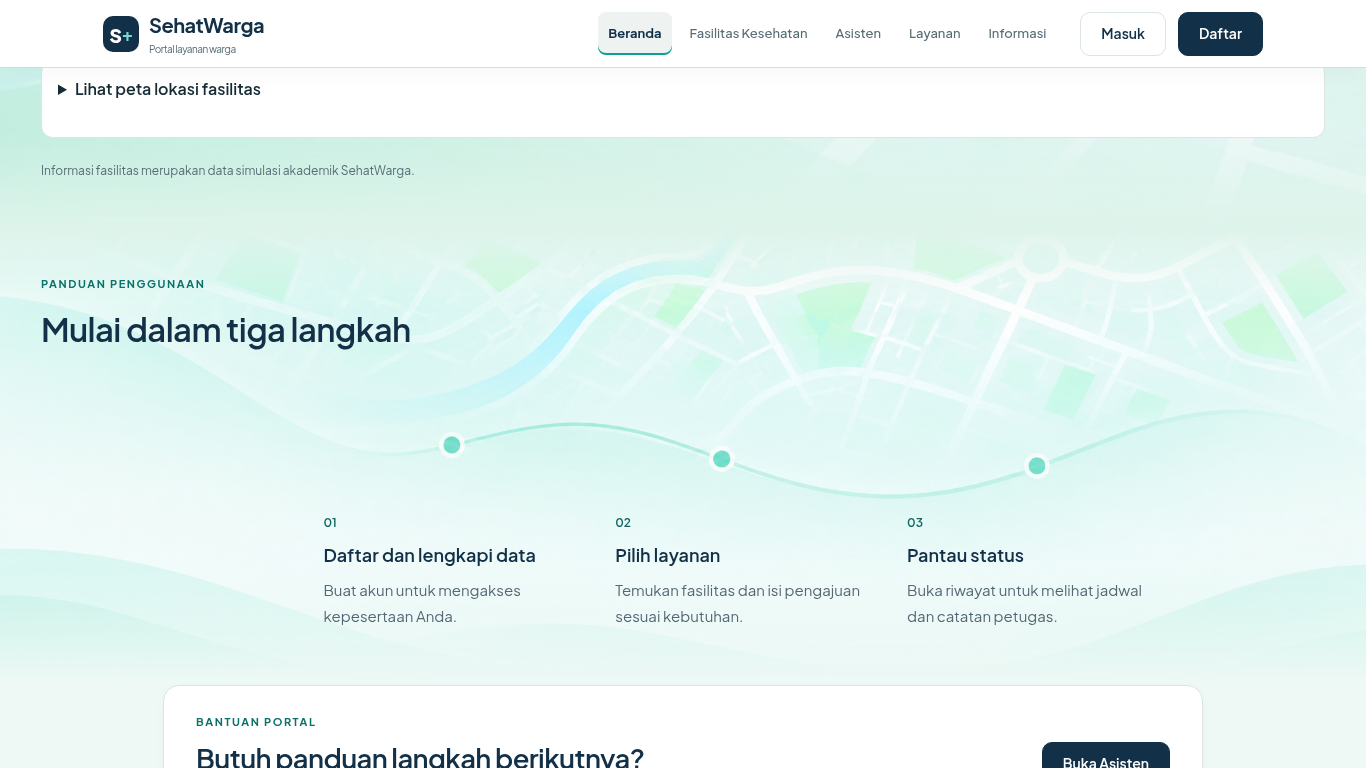 S+ SehatWarga
Portal layanan warga
Beranda Fasilitas Kesehatan Asisten Layanan Informasi Masuk Daftar
Lihat peta lokasi fasilitas
Informasi fasilitas merupakan data simulasi akademik SehatWarga.
PANDUAN PENGGUNAAN
Mulai dalam tiga langkah
01
Daftar dan lengkapi data
Buat akun untuk mengakses
kepesertaan Anda.
02
Pilih layanan
Temukan fasilitas dan isi pengajuan
sesuai kebutuhan.
03
Pantau status
Buka riwayat untuk melihat jadwal
dan catatan petugas.
BANTUAN PORTAL
Butuh panduan langkah berikutnya?
Buka Asisten